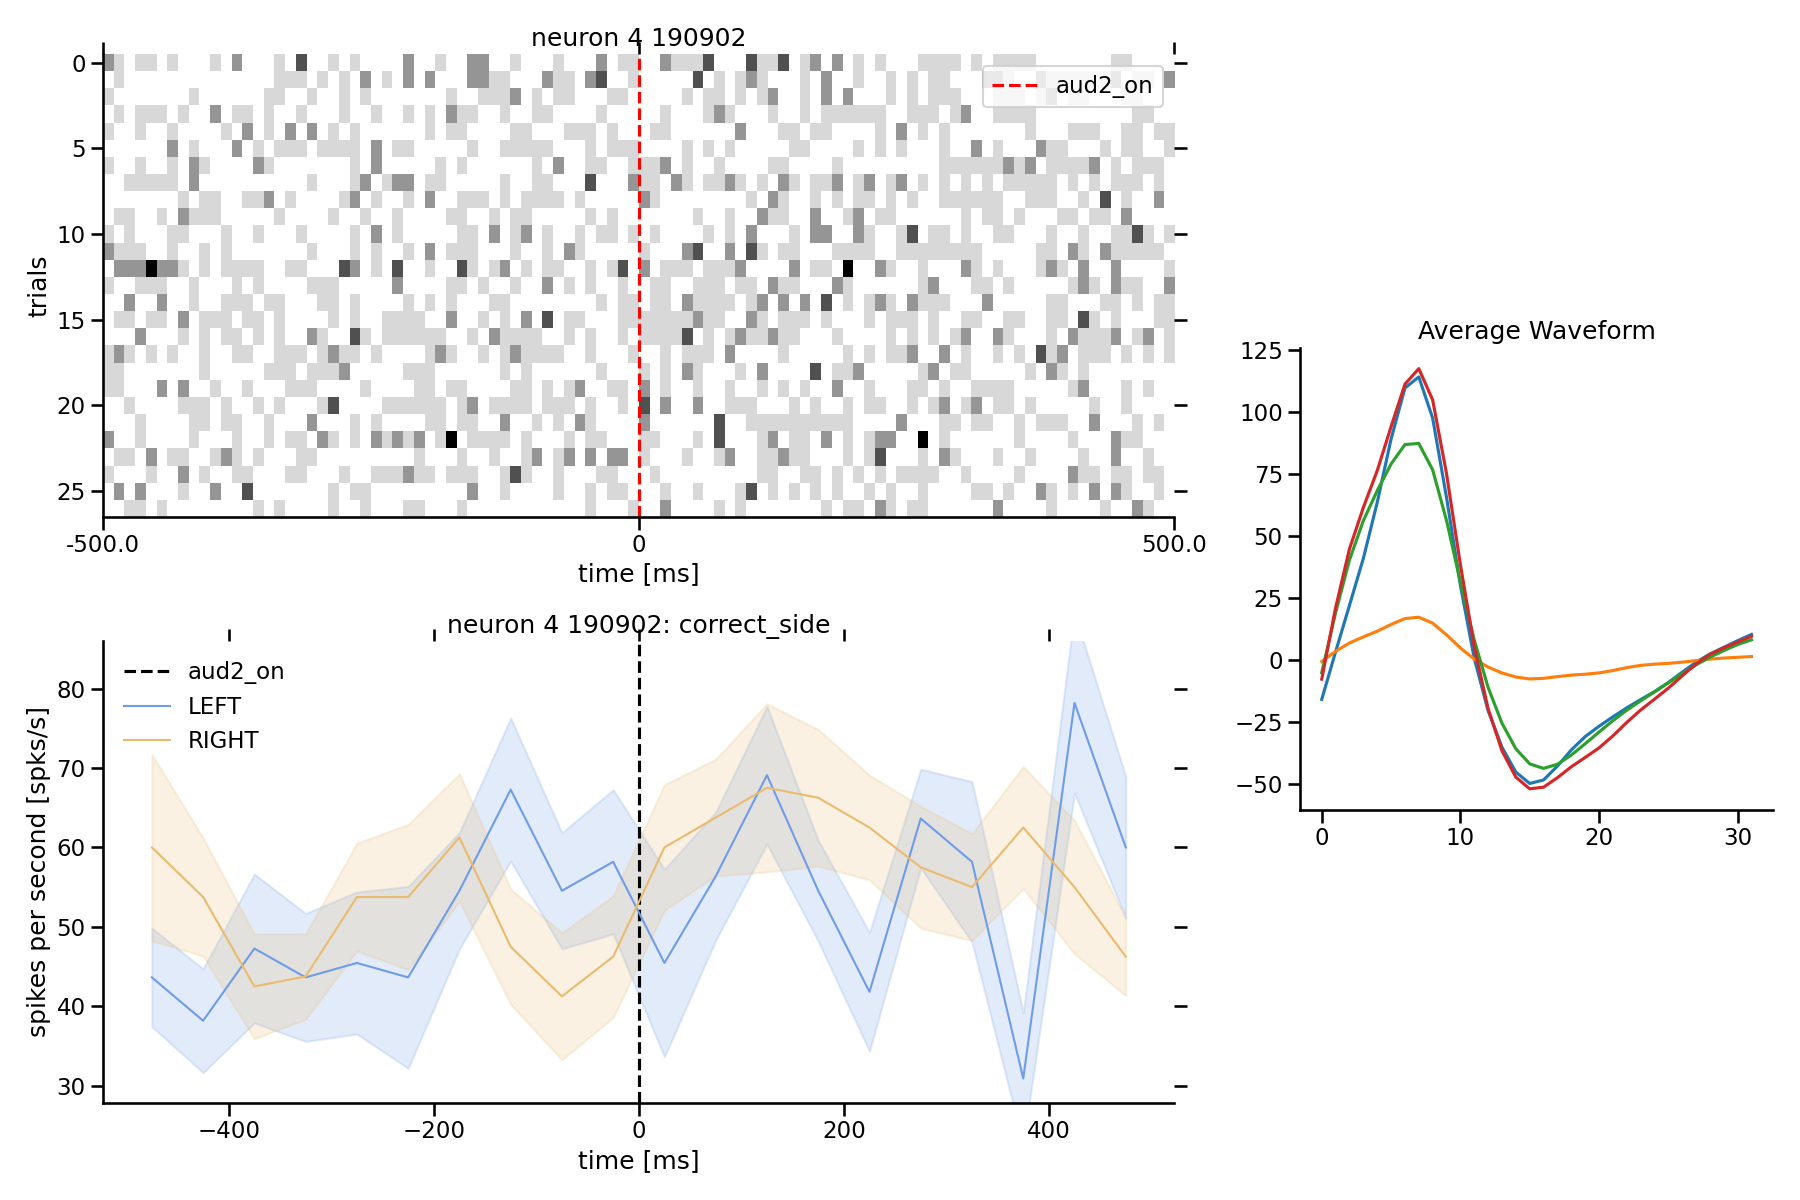 neuron 4 190902
0
5
10
15
20
25
trials
aud2_on
-500.0 0 500.0
time [ms]
neuron 4 190902: correct_side
80
70
60
50
40
30
spikes per second [spks/s]
aud2_on
LEFT
RIGHT
−400 −200 0 200 400
time [ms]
Average Waveform
125
100
75
50
25
0
−25
−50
0 10 20 30